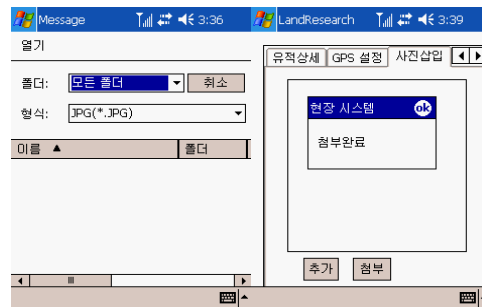 Message 3:36
열기
폴더: 모든 폴더 취소
형식: JPG(*.JPG)
이름 ▲ 폴더
LandResearch 3:39
유적상세 GPS 설정 사진삽입
현장 시스템 ok
첨부완료
추가 첨부